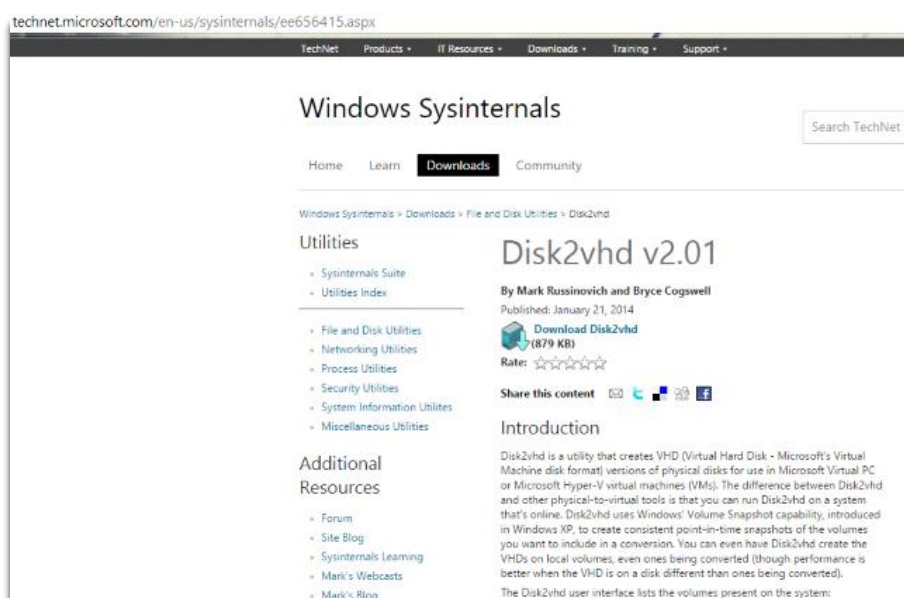 technet.microsoft.com/en-us/sysinternals/ee656415.aspx
TechNet Products IT Resources Downloads Training Support
Windows Sysinternals
Search TechNet
Home Learn Downloads Community
Windows Sysinternals > Downloads > File and Disk Utilities > Disk2vhd
Utilities
Sysinternals Suite
Utilities Index
File and Disk Utilities
Networking Utilities
Process Utilities
Security Utilities
System Information Utilites
Miscellaneous Utilities
Additional
Resources
Forum
Site Blog
Sysinternals Learning
Mark's Webcasts
Mark's Blog
Disk2vhd v2.01
By Mark Russinovich and Bryce Cogswell
Published: January 21, 2014
Download Disk2vhd
(879 KB)
Rate:
Share this content
Introduction
Disk2vhd is a utility that creates VHD (Virtual Hard Disk - Microsoft's Virtual
Machine disk format) versions of physical disks for use in Microsoft Virtual PC
or Microsoft Hyper-V virtual machines (VMs). The difference between Disk2vhd
and other physical-to-virtual tools is that you can run Disk2vhd on a system
that's online. Disk2vhd uses Windows' Volume Snapshot capability, introduced
in Windows XP, to create consistent point-in-time snapshots of the volumes
you want to include in a conversion. You can even have Disk2vhd create the
VHDs on local volumes, even ones being converted (though performance is
better when the VHD is on a disk different than ones being converted).
The Disk2vhd user interface lists the volumes present on the system: